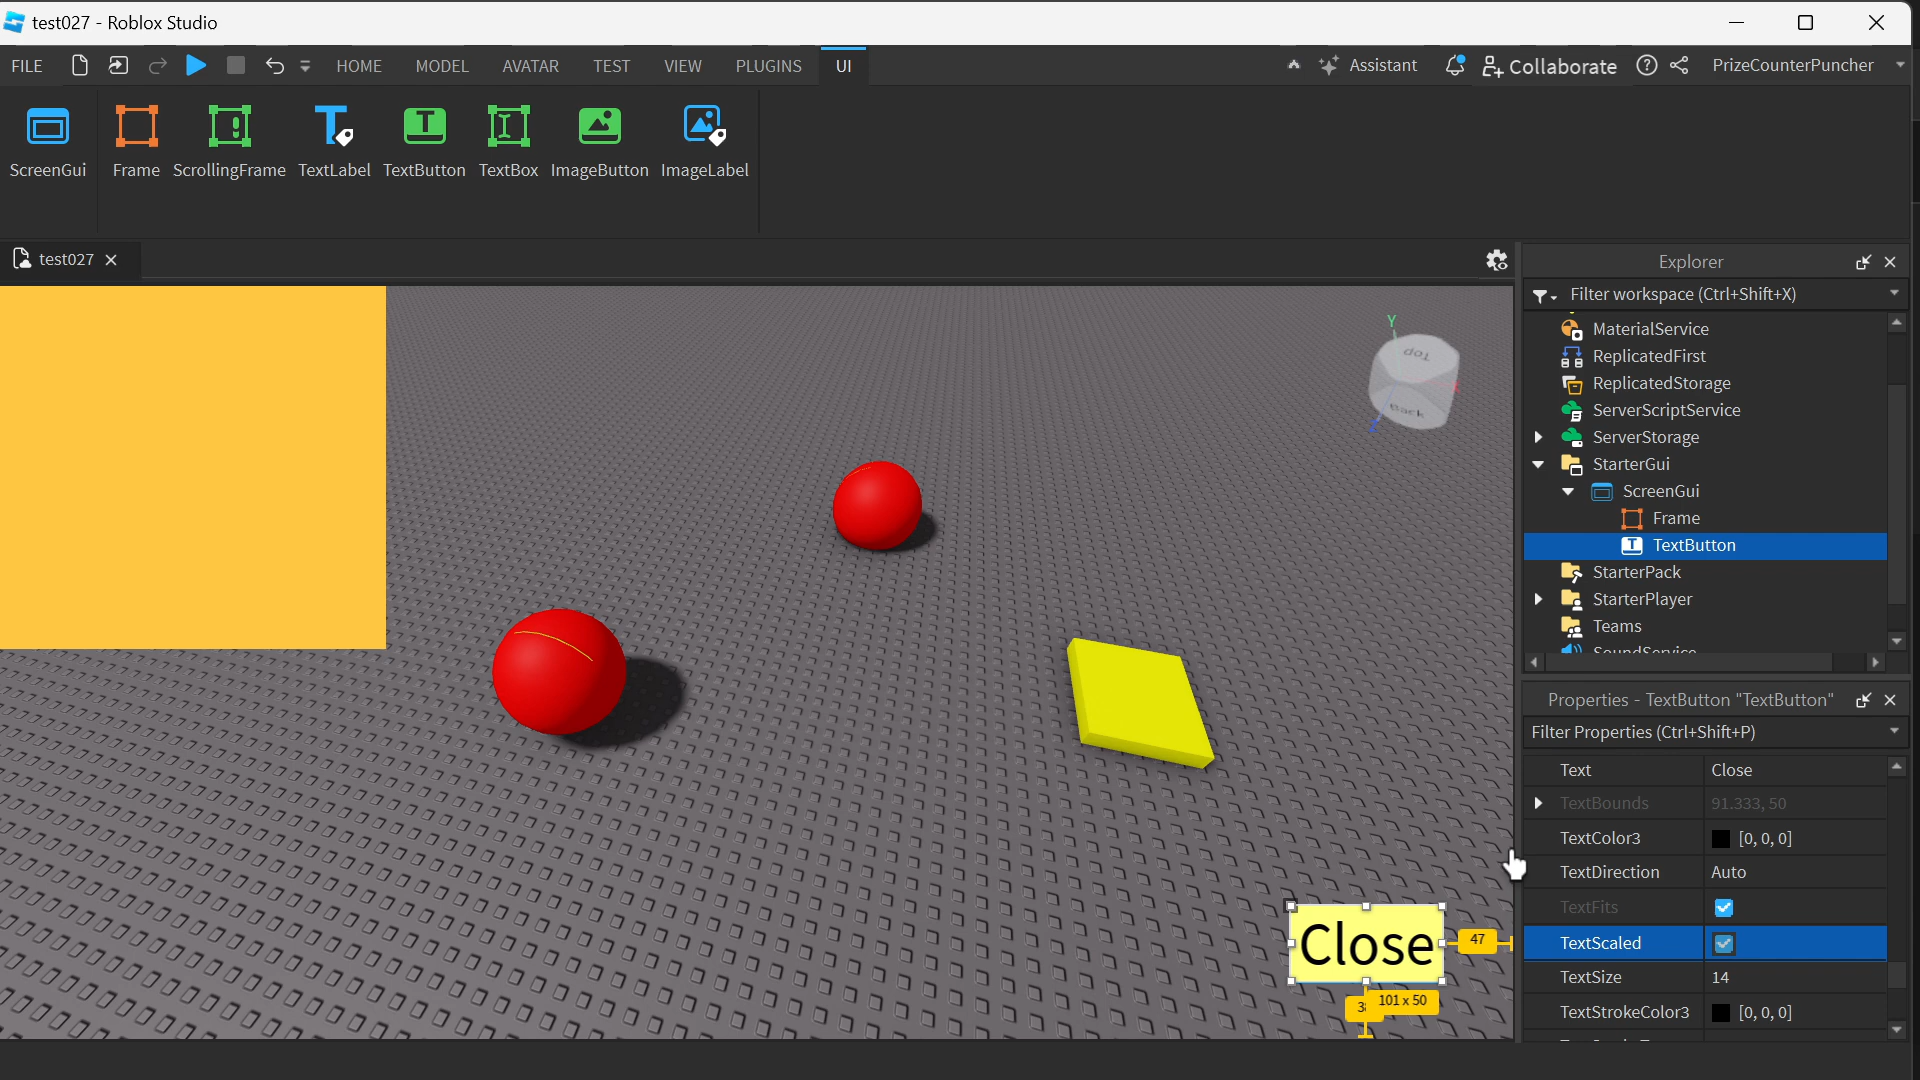 test027 - Roblox Studio
FILE HOME MODEL AVATAR TEST VIEW PLUGINS UI Assistant Collaborate PrizeCounterPuncher
ScreenGui Frame ScrollingFrame TextLabel TextButton TextBox ImageButton ImageLabel
test027
Explorer
Filter workspace (Ctrl+Shift+X)
MaterialService
ReplicatedFirst
ReplicatedStorage
ServerScriptService
ServerStorage
StarterGui
ScreenGui
Frame
TextButton
StarterPack
StarterPlayer
Teams
SoundService
Y
Top
Back
Z
Close
47
101 x 50
Properties - TextButton "TextButton"
Filter Properties (Ctrl+Shift+P)
Text Close
TextBounds 91.333, 50
TextColor3 [0, 0, 0]
TextDirection Auto
TextFits
TextScaled
TextSize 14
TextStrokeColor3 [0, 0, 0]